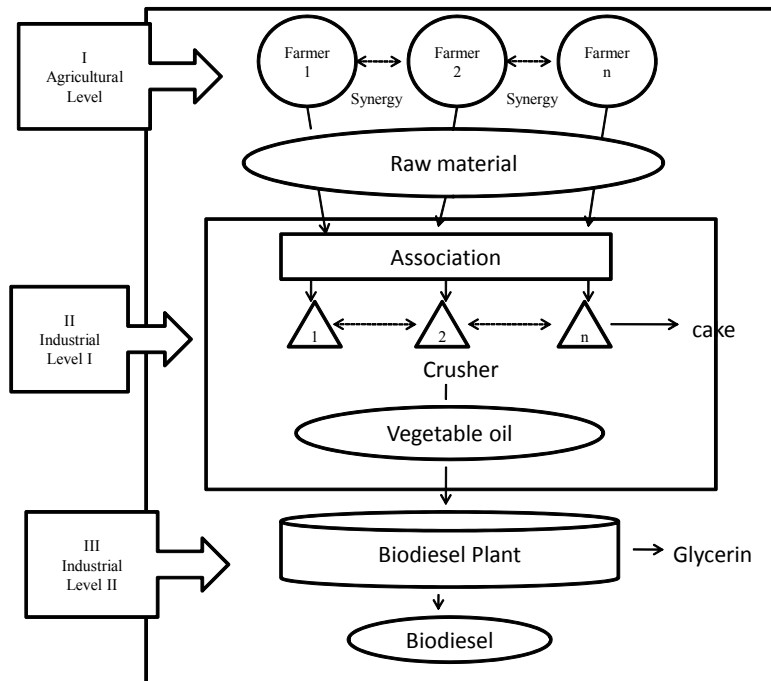 I
Agricultural
Level
Farmer
1
Farmer
2
Farmer
n
Synergy
Synergy
Raw material
Association
II
Industrial
Level I
1
2
n
cake
Crusher
Vegetable oil
III
Industrial
Level II
Biodiesel Plant
Glycerin
Biodiesel